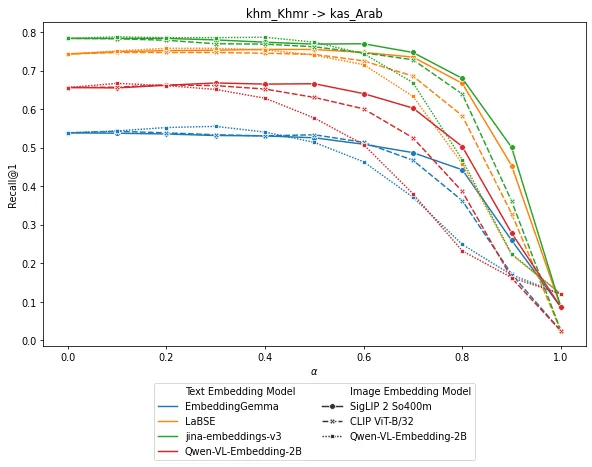 khm_Khmr -> kas_Arab
Recall@1
0.8
0.7
0.6
0.5
0.4
0.3
0.2
0.1
0.0
0.0 0.2 0.4 0.6 0.8 1.0
α
Text Embedding Model
EmbeddingGemma
LaBSE
jina-embeddings-v3
Qwen-VL-Embedding-2B
Image Embedding Model
SigLIP 2 So400m
CLIP ViT-B/32
Qwen-VL-Embedding-2B